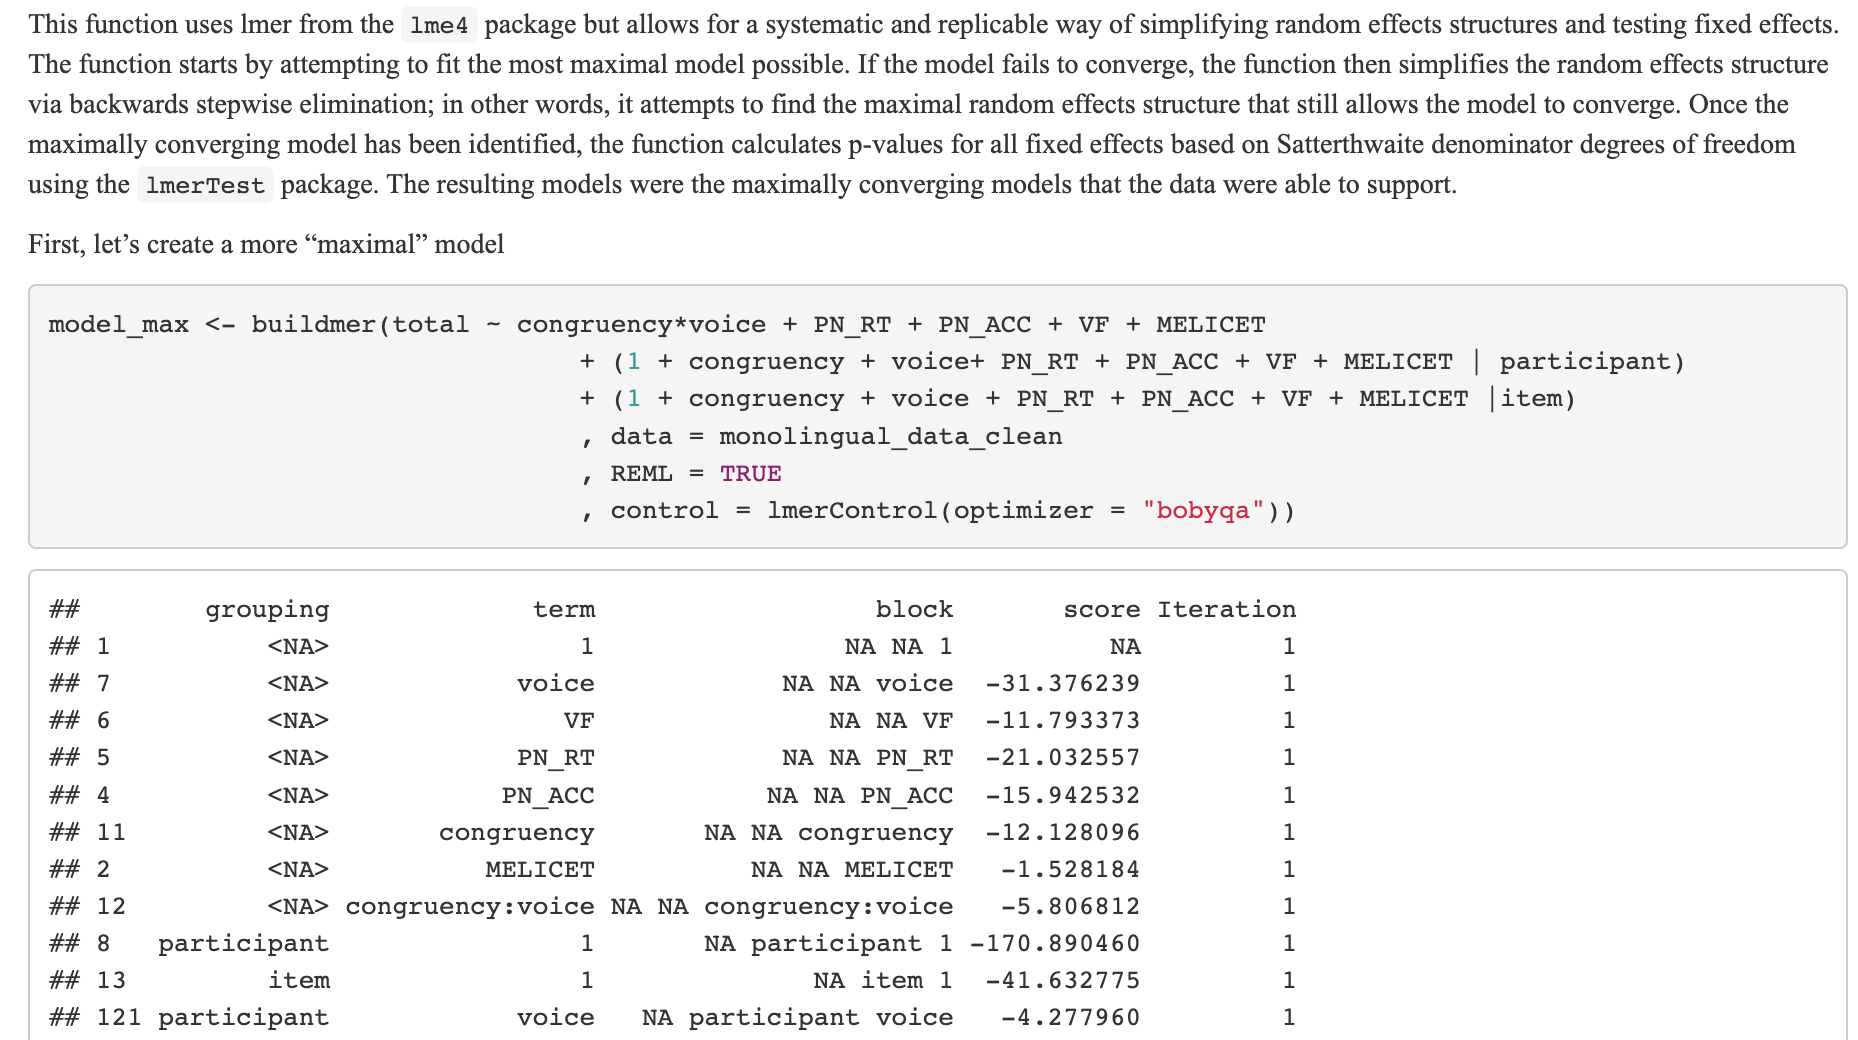 This function uses lmer from the lme4 package but allows for a systematic and replicable way of simplifying random effects structures and testing fixed effects.
The function starts by attempting to fit the most maximal model possible. If the model fails to converge, the function then simplifies the random effects structure
via backwards stepwise elimination; in other words, it attempts to find the maximal random effects structure that still allows the model to converge. Once the
maximally converging model has been identified, the function calculates p-values for all fixed effects based on Satterthwaite denominator degrees of freedom
using the lmerTest package. The resulting models were the maximally converging models that the data were able to support.
First, let’s create a more “maximal” model
model_max <- buildmer(total ~ congruency*voice + PN_RT + PN_ACC + VF + MELICET
+ (1 + congruency + voice+ PN_RT + PN_ACC + VF + MELICET | participant)
+ (1 + congruency + voice + PN_RT + PN_ACC + VF + MELICET |item)
, data = monolingual_data_clean
, REML = TRUE
, control = lmerControl(optimizer = "bobyqa"))
## grouping term block score Iteration
## 1 <NA> 1 NA NA 1 NA 1
## 7 <NA> voice NA NA voice -31.376239 1
## 6 <NA> VF NA NA VF -11.793373 1
## 5 <NA> PN_RT NA NA PN_RT -21.032557 1
## 4 <NA> PN_ACC NA NA PN_ACC -15.942532 1
## 11 <NA> congruency NA NA congruency -12.128096 1
## 2 <NA> MELICET NA NA MELICET -1.528184 1
## 12 <NA> congruency:voice NA NA congruency:voice -5.806812 1
## 8 participant 1 NA participant 1 -170.890460 1
## 13 item 1 NA item 1 -41.632775 1
## 121 participant voice NA participant voice -4.277960 1